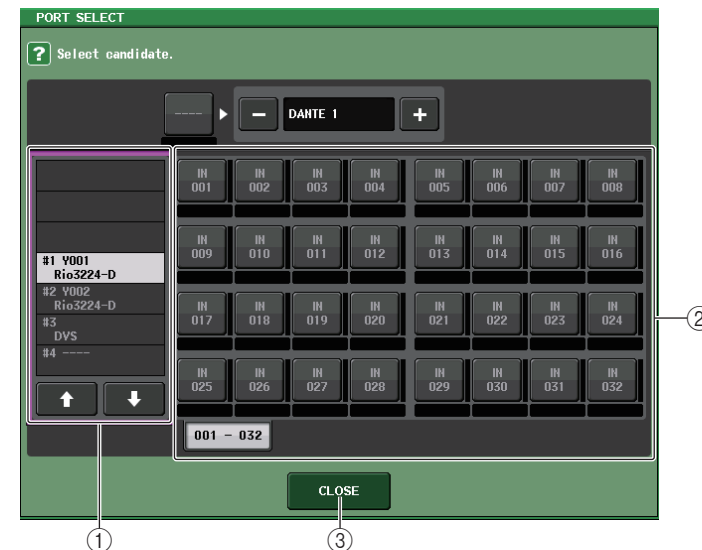 PORT SELECT
? Select candidate.
---- DANTE 1 − +
IN 001 IN 002 IN 003 IN 004 IN 005 IN 006 IN 007 IN 008
IN 009 IN 010 IN 011 IN 012 IN 013 IN 014 IN 015 IN 016
#1 Y001
Rio3224-D
#2 Y002
Rio3224-D
#3
DVS
#4 ----
IN 017 IN 018 IN 019 IN 020 IN 021 IN 022 IN 023 IN 024
IN 025 IN 026 IN 027 IN 028 IN 029 IN 030 IN 031 IN 032
001 - 032
CLOSE
① ② ③